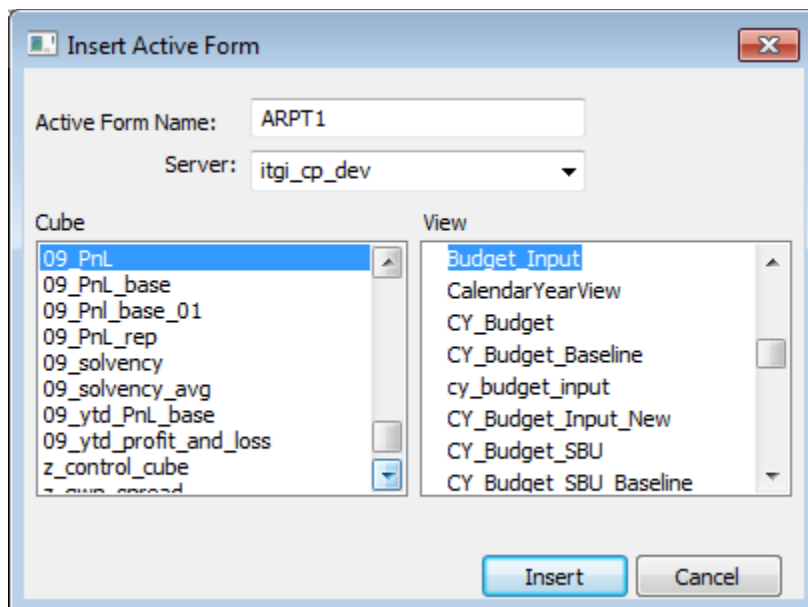 Insert Active Form
Active Form Name: ARPT1
Server: itgi_cp_dev
Cube
09_PnL
09_PnL_base
09_Pnl_base_01
09_PnL_rep
09_solvency
09_solvency_avg
09_ytd_PnL_base
09_ytd_profit_and_loss
z_control_cube
View
Budget_Input
CalendarYearView
CY_Budget
CY_Budget_Baseline
cy_budget_input
CY_Budget_Input_New
CY_Budget_SBU
CY_Budget_SBU_Baseline
Insert Cancel